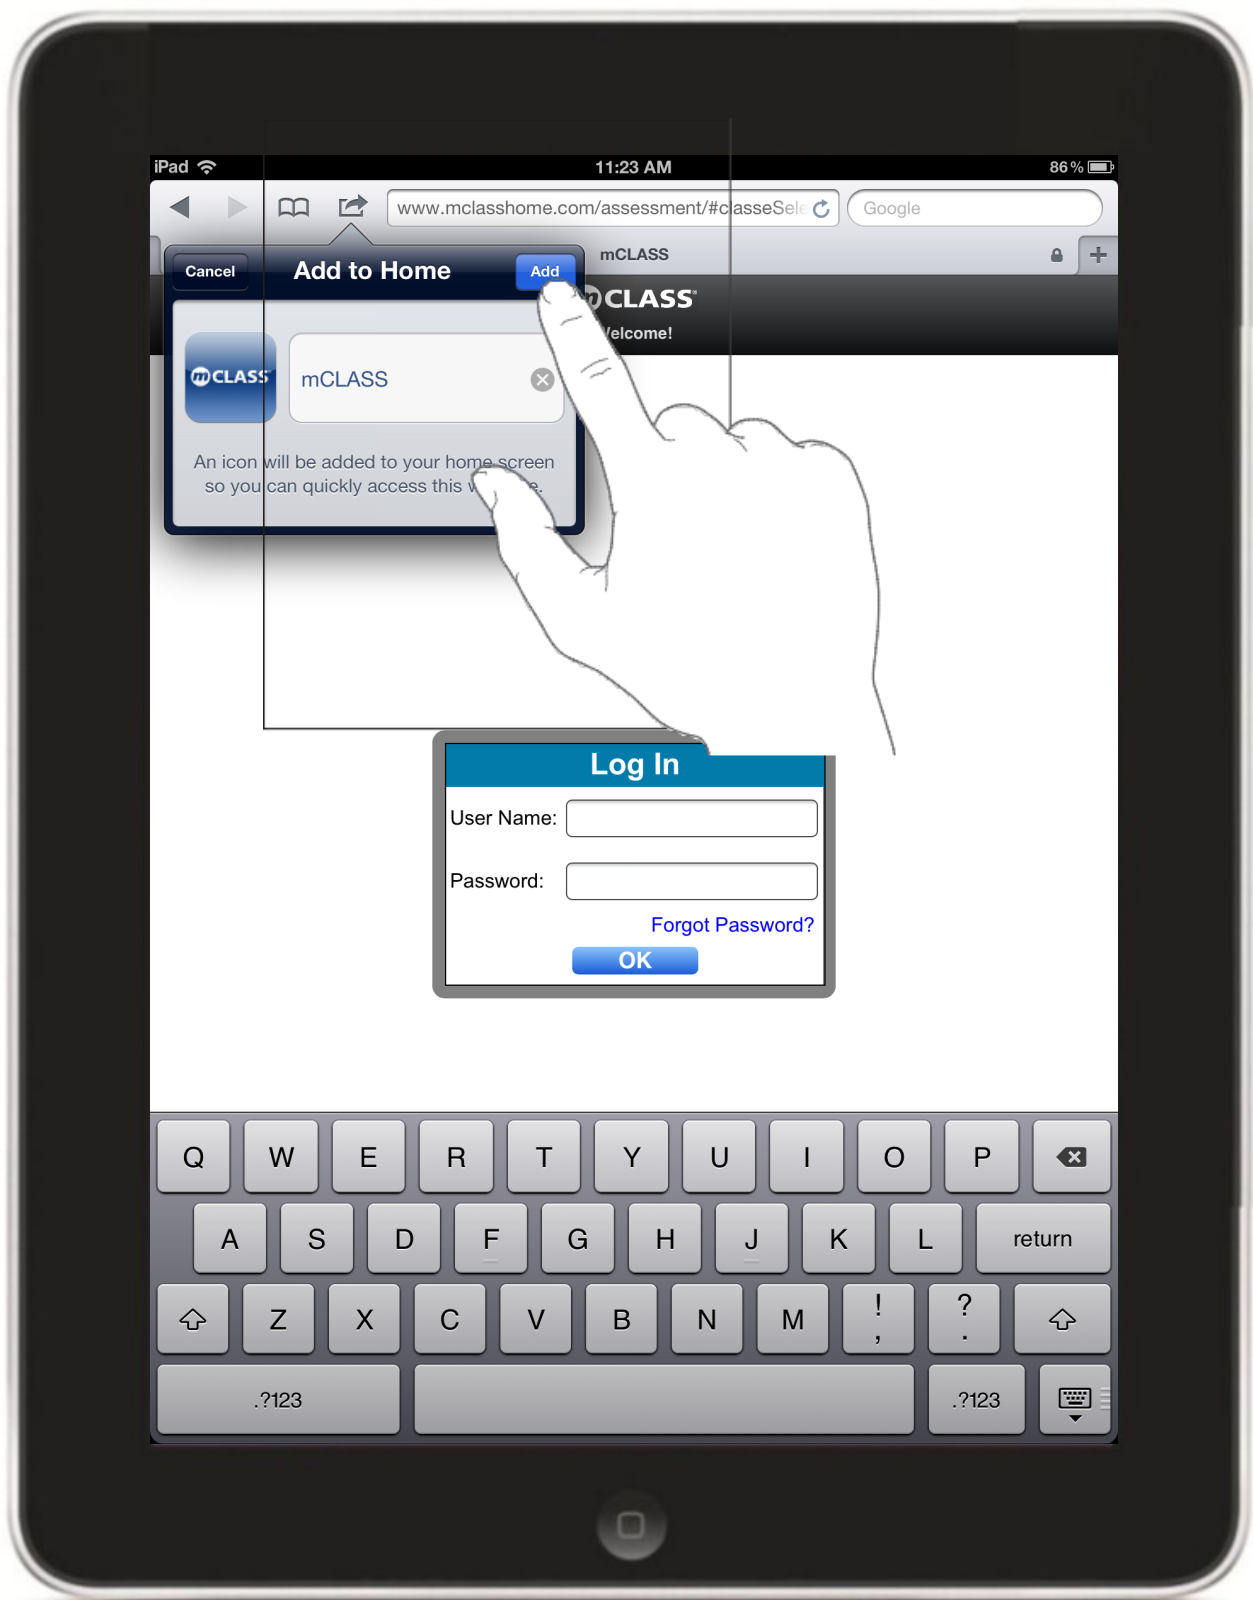 iPad 11:23 AM 86%
www.mclasshome.com/assessment/#classeSele Google
mCLASS
Cancel Add to Home Add
mCLASS®
elcome!
mCLASS mCLASS
An icon will be added to your home screen
so you can quickly access this
Log In
User Name:
Password:
Forgot Password?
OK
Q W E R T Y U I O P
A S D F G H J K L return
Z X C V B N M ! , ? .
.?123 .?123